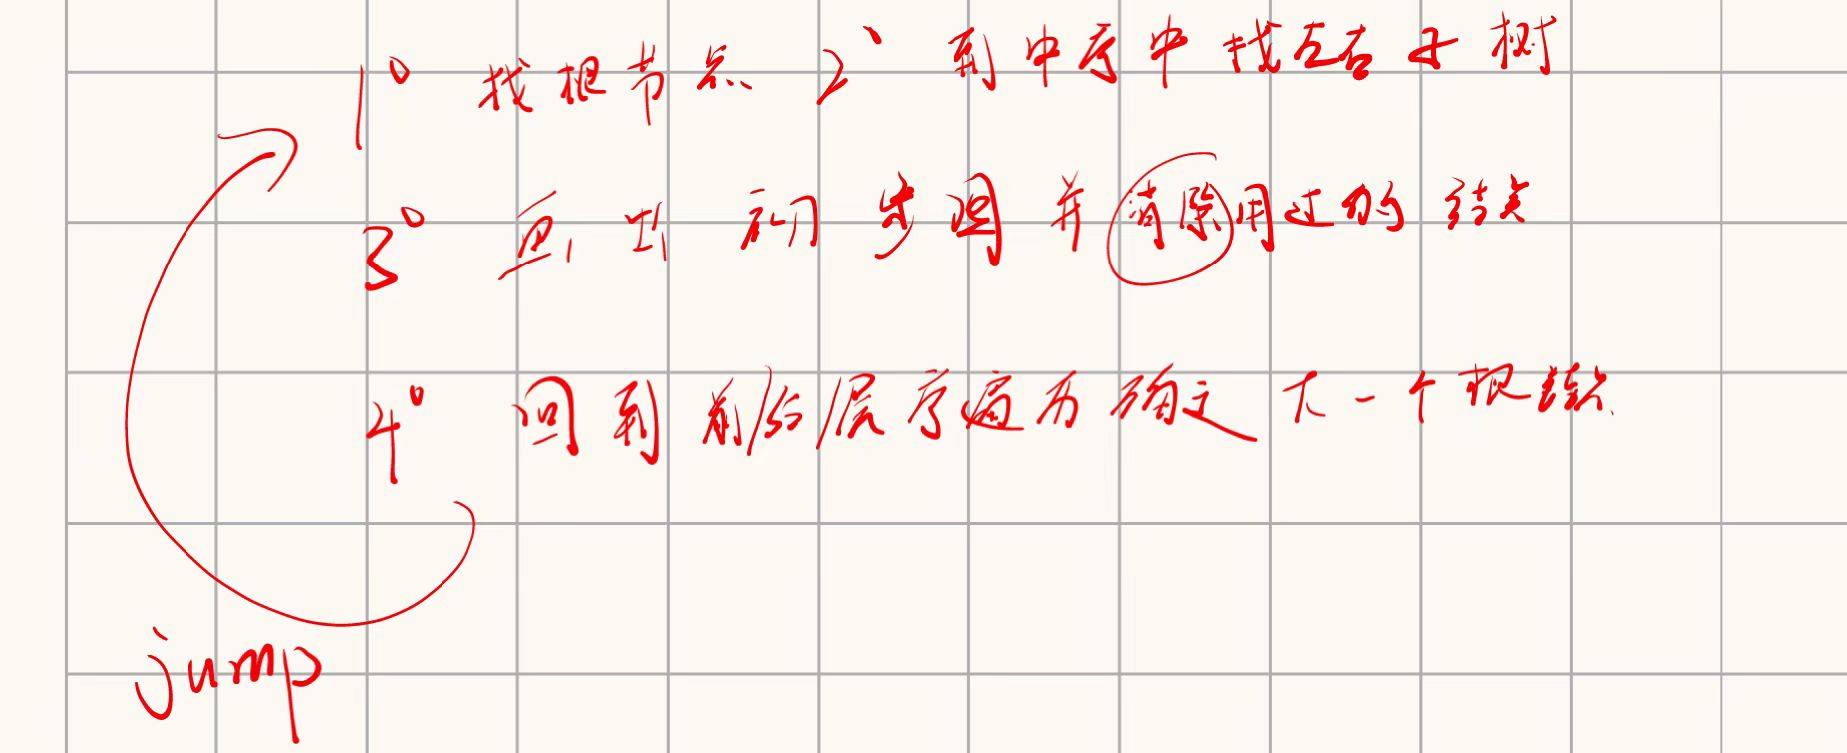 1° 找根节点 2° 到中序中找左右子树
3° 画出初步图并消除用过的结点
4° 回到前/后/层序遍历确定下一个根结点
jump